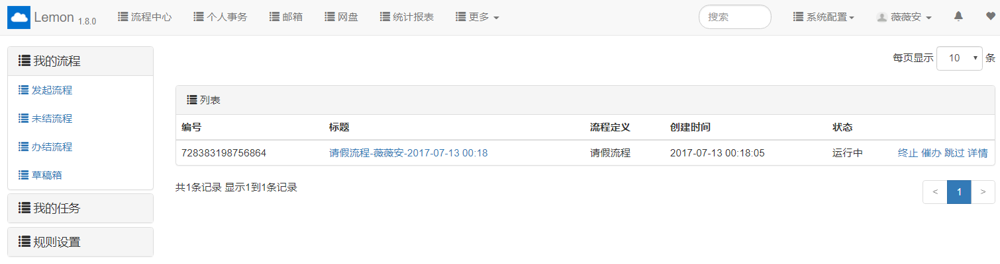 Lemon 1.8.0 流程中心 个人事务 邮箱 网盘 统计报表 更多 搜索 系统配置 薇薇安
我的流程
发起流程
未结流程
办结流程
草稿箱
我的任务
规则设置
每页显示 10 条
列表
编号 标题 流程定义 创建时间 状态
728383198756864 请假流程-薇薇安-2017-07-13 00:18 请假流程 2017-07-13 00:18:05 运行中 终止 催办 跳过 详情
共1条记录 显示1到1条记录
< 1 >